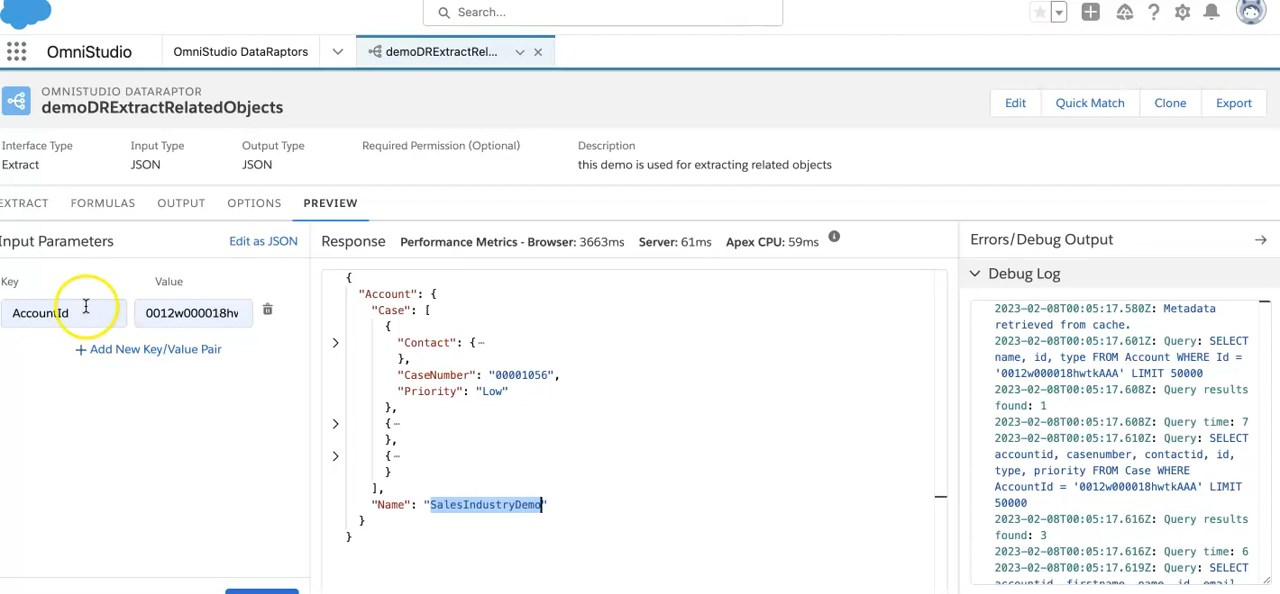 Search...
OmniStudio
OmniStudio DataRaptors
demoDRExtractRel...
OMNISTUDIO DATARAPTOR
demoDRExtractRelatedObjects
Edit
Quick Match
Clone
Export
Interface Type
Input Type
Output Type
Required Permission (Optional)
Description
Extract
JSON
JSON
this demo is used for extracting related objects
EXTRACT
FORMULAS
OUTPUT
OPTIONS
PREVIEW
Input Parameters
Edit as JSON
Key
Value
AccountId
0012w000018hw
+ Add New Key/Value Pair
Response
Performance Metrics - Browser: 3663ms
Server: 61ms
Apex CPU: 59ms
{
"Account": {
"Case": [
{
"Contact": {
},
"CaseNumber": "00001056",
"Priority": "Low"
},
{
},
{
}
],
"Name": "SalesIndustryDemo"
}
}
Errors/Debug Output
Debug Log
2023-02-08T00:05:17.580Z: Metadata
retrieved from cache.
2023-02-08T00:05:17.601Z: Query: SELECT
name, id, type FROM Account WHERE Id =
'0012w000018hwtkAAA' LIMIT 50000
2023-02-08T00:05:17.608Z: Query results
found: 1
2023-02-08T00:05:17.608Z: Query time: 7
2023-02-08T00:05:17.610Z: Query: SELECT
accountid, casenumber, contactid, id,
type, priority FROM Case WHERE
AccountId = '0012w000018hwtkAAA' LIMIT
50000
2023-02-08T00:05:17.616Z: Query results
found: 3
2023-02-08T00:05:17.616Z: Query time: 6
2023-02-08T00:05:17.619Z: Query: SELECT
accountid, firstname, name, id, email